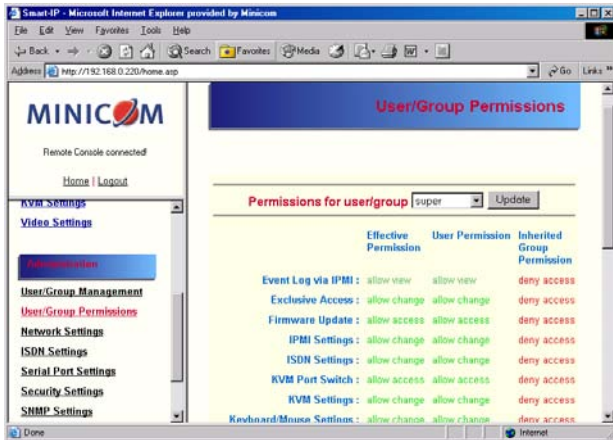 Smart-IP - Microsoft Internet Explorer provided by Minicom
File Edit View Favorites Tools Help
Back Search Favorites Media
Address http://192.168.0.220/home.asp Go Links »
MINICOM
Remote Console connected!
Home | Logout
KVM Settings
Video Settings
Administration
User/Group Management
User/Group Permissions
Network Settings
ISDN Settings
Serial Port Settings
Security Settings
SNMP Settings
User/Group Permissions
Permissions for user/group super Update
Effective Permission User Permission Inherited Group Permission
Event Log via IPMI : allow view allow view deny access
Exclusive Access : allow change allow change deny access
Firmware Update : allow access allow access deny access
IPMI Settings : allow change allow change deny access
ISDN Settings : allow change allow change deny access
KVM Port Switch : allow access allow access deny access
KVM Settings : allow change allow change deny access
Keyboard/Mouse Settings : allow change allow change deny access
Done Internet